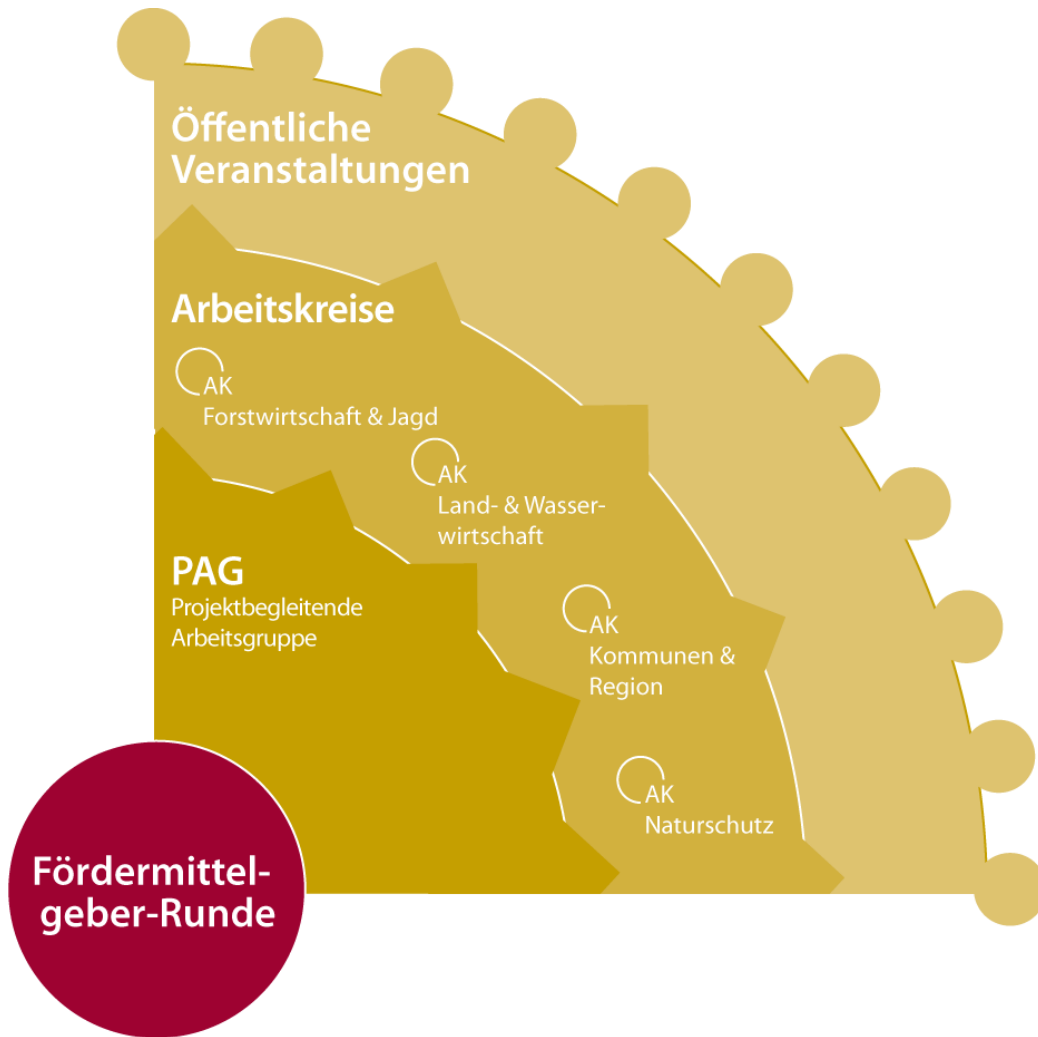 Öffentliche
Veranstaltungen
Arbeitskreise
AK
Forstwirtschaft & Jagd
AK
Land- & Wasser-
wirtschaft
PAG
Projektbegleitende
Arbeitsgruppe
AK
Kommunen &
Region
AK
Naturschutz
Fördermittel-
geber-Runde